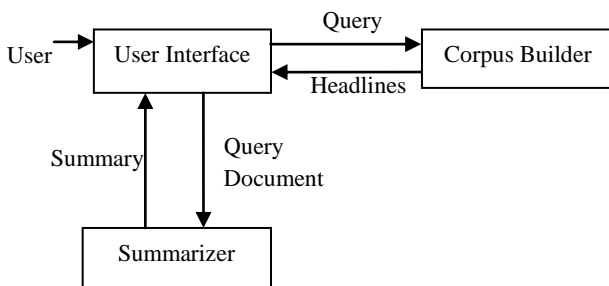 Query
User
User Interface
Corpus Builder
Headlines
Summary
Query
Document
Summarizer